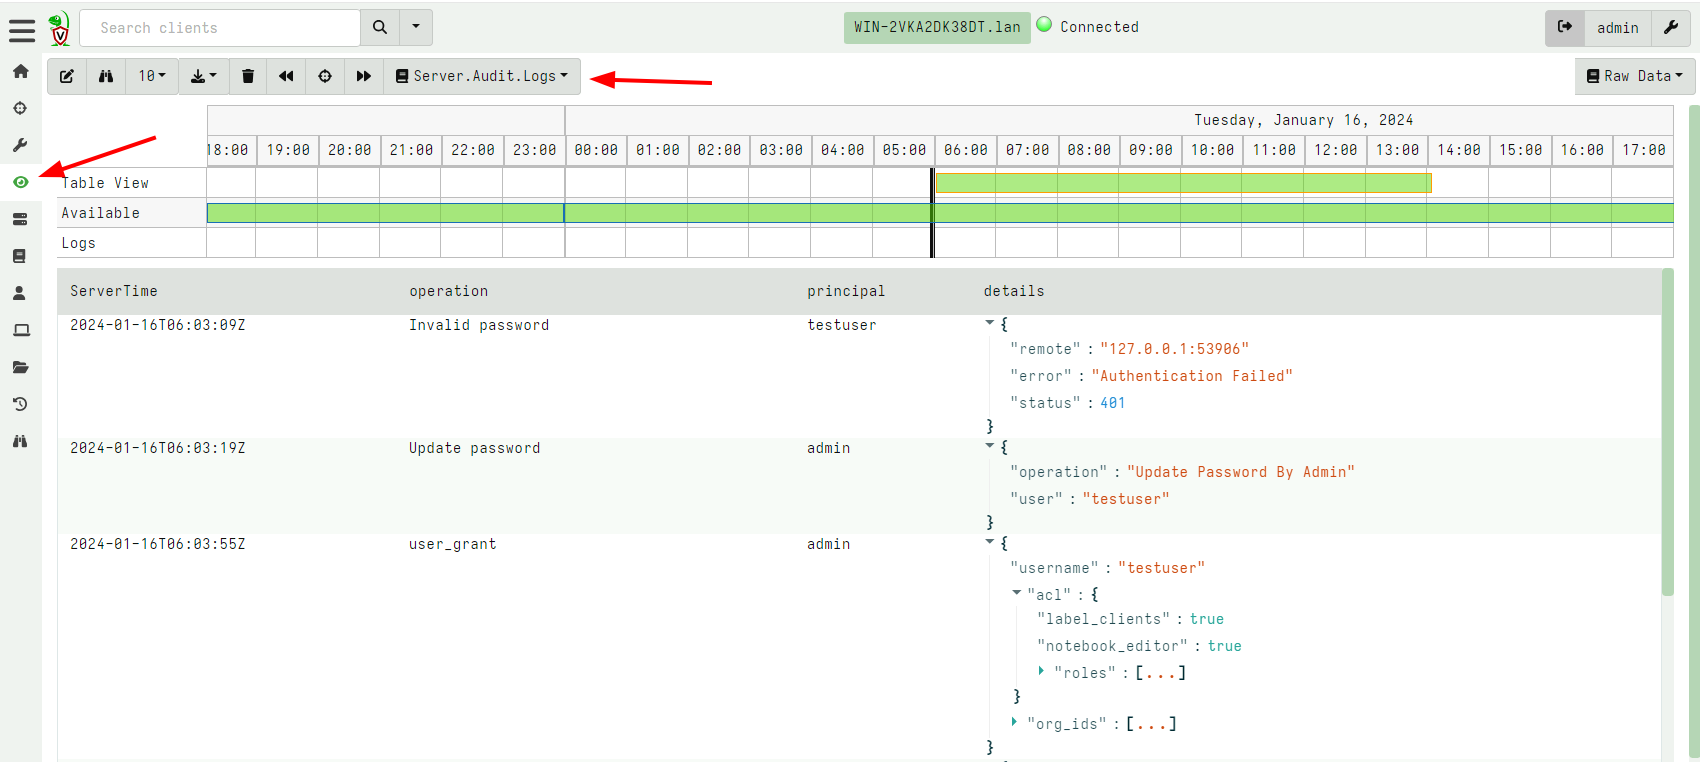 Search clients
WIN-2VKA2DK38DT.lan
Connected
admin
10
Server.Audit.Logs
Raw Data
Tuesday, January 16, 2024
18:00 19:00 20:00 21:00 22:00 23:00 00:00 01:00 02:00 03:00 04:00 05:00 06:00 07:00 08:00 09:00 10:00 11:00 12:00 13:00 14:00 15:00 16:00 17:00
Table View
Available
Logs
ServerTime operation principal details
2024-01-16T06:03:09Z Invalid password testuser {
"remote" : "127.0.0.1:53906"
"error" : "Authentication Failed"
"status" : 401
}
2024-01-16T06:03:19Z Update password admin {
"operation" : "Update Password By Admin"
"user" : "testuser"
}
2024-01-16T06:03:55Z user_grant admin {
"username" : "testuser"
"acl" : {
"label_clients" : true
"notebook_editor" : true
"roles" : [...]
}
"org_ids" : [...]
}